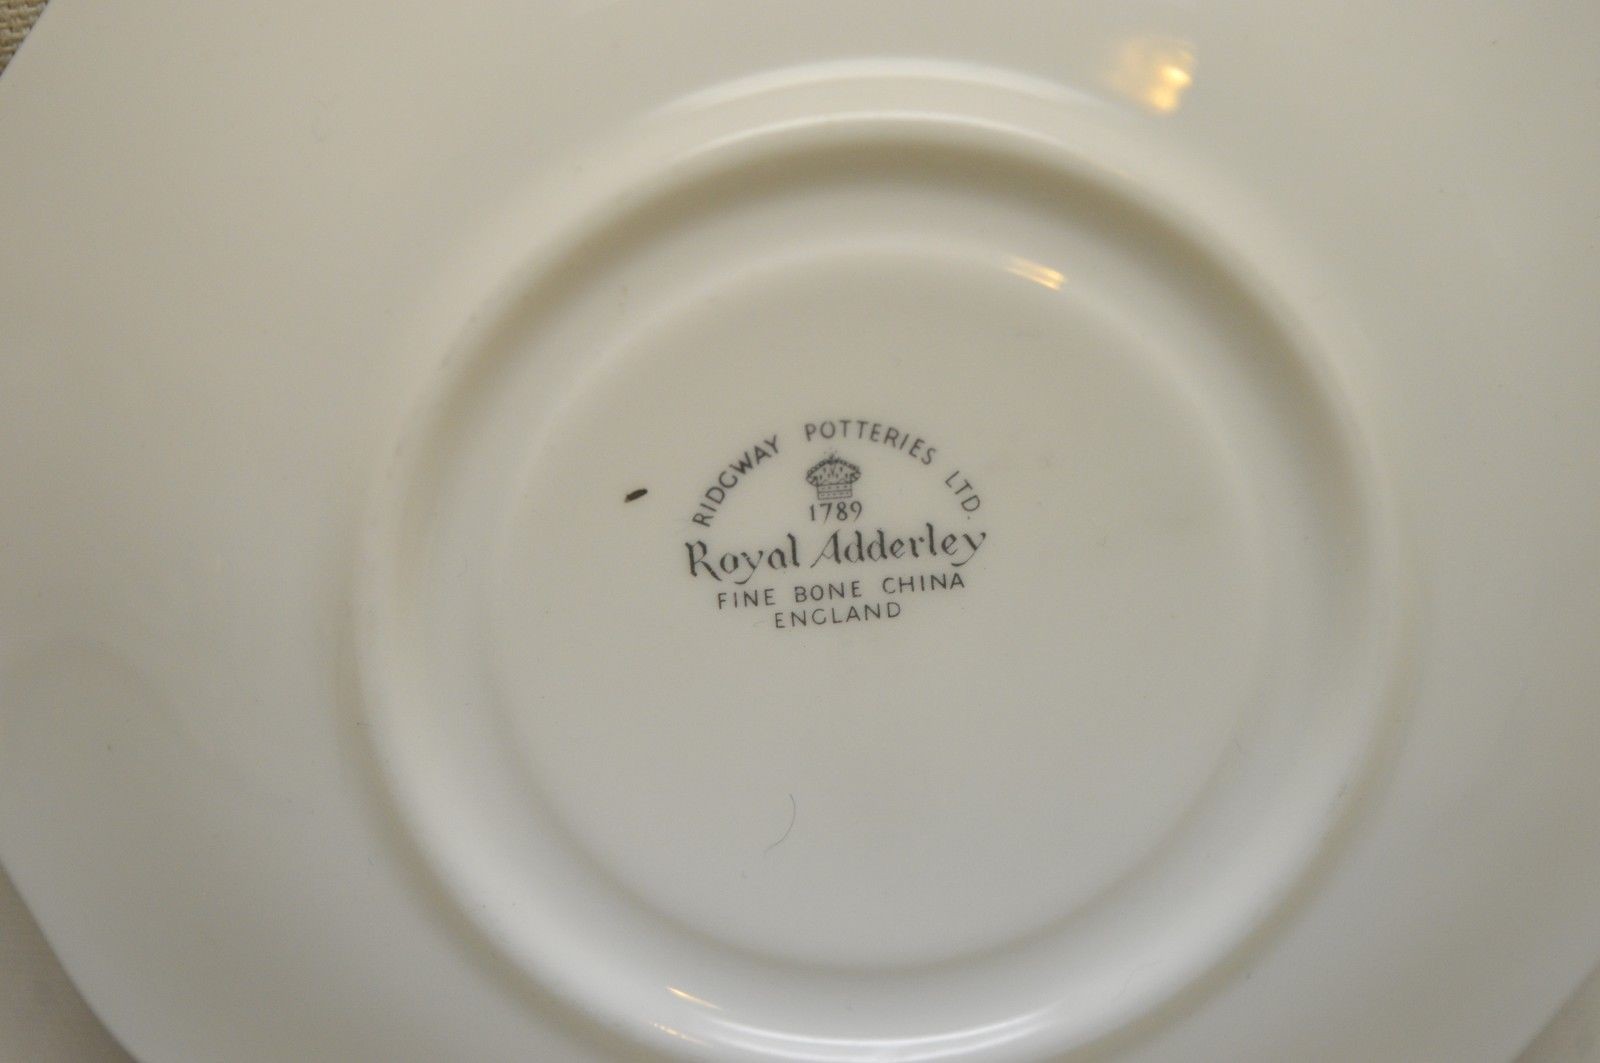 RIDGWAY POTTERIES LTD.
1789
Royal Adderley
FINE BONE CHINA
ENGLAND